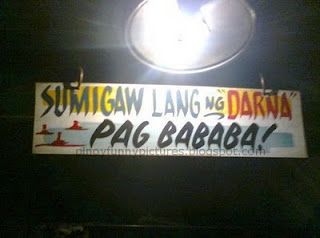 SUMIGAW LANG NG "DARNA"
PAG BABABA!
pinoyfunnypictures.blogspot.com